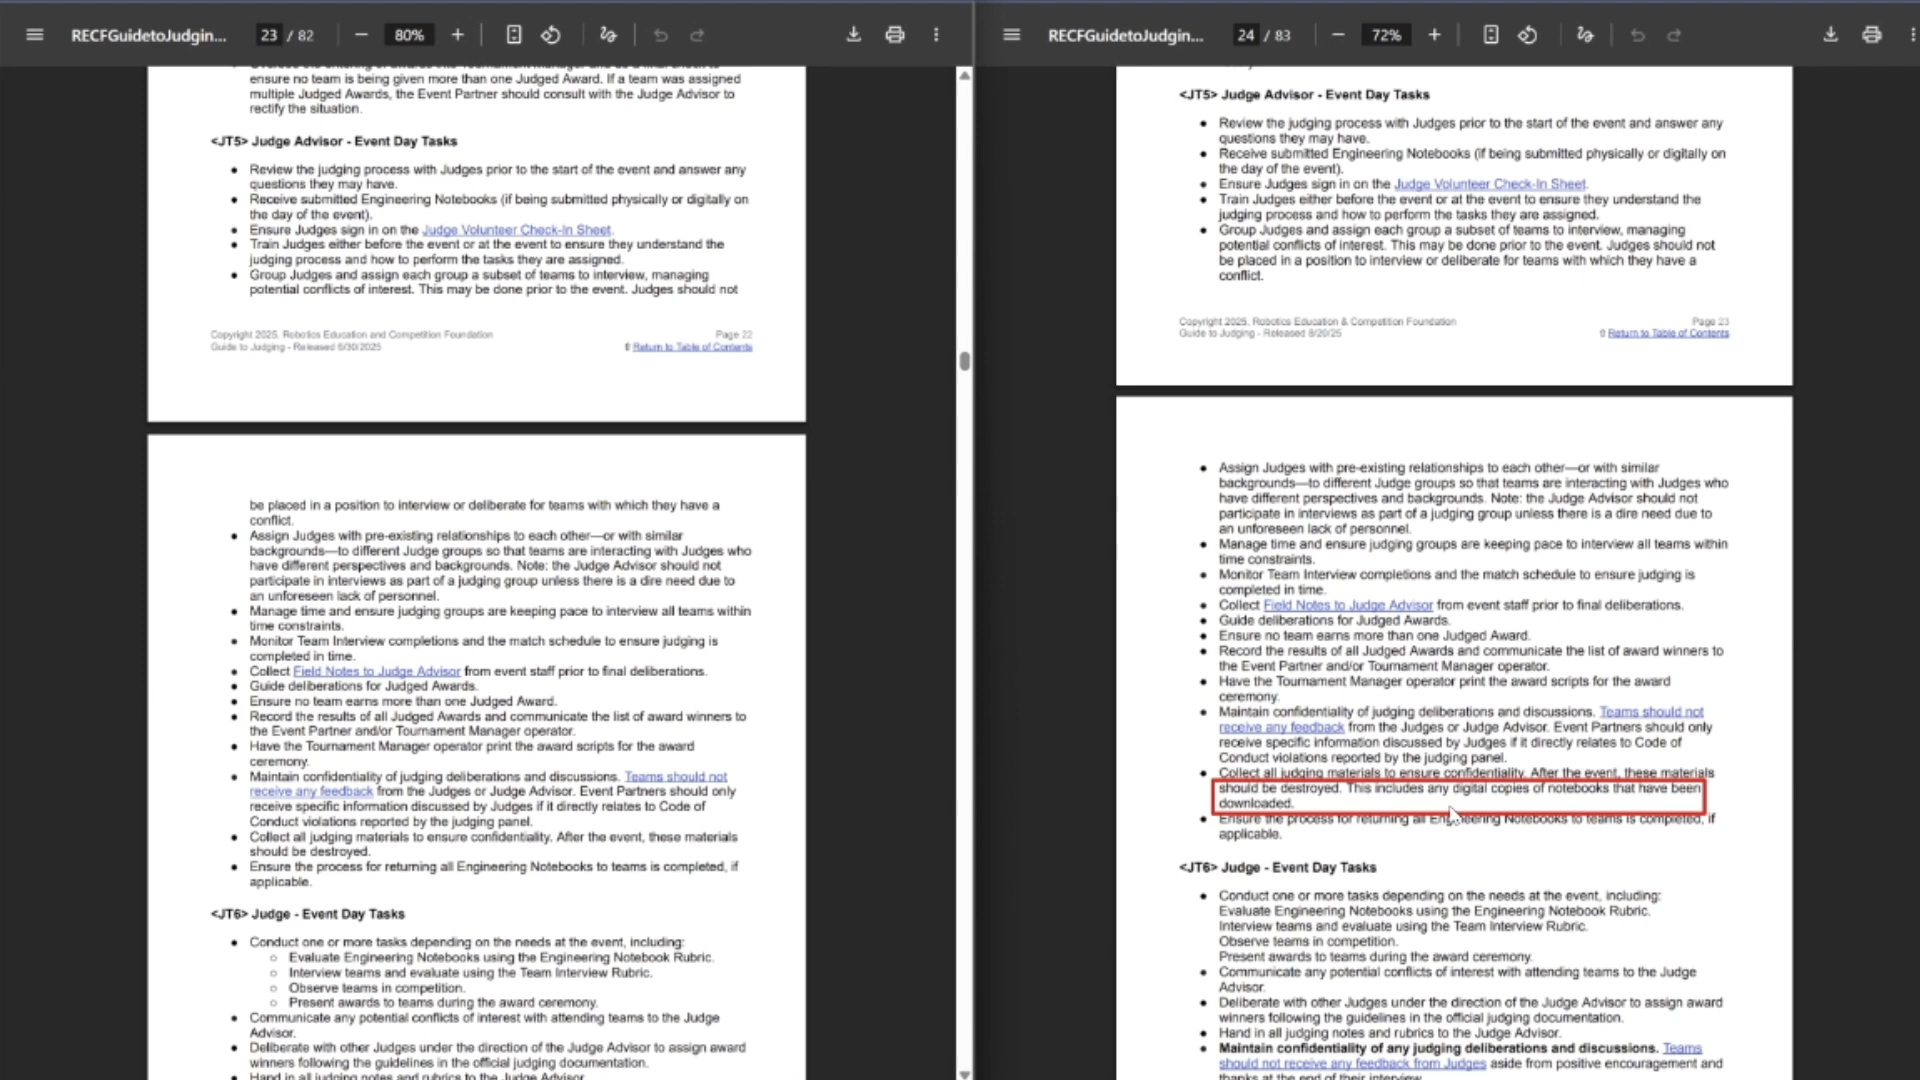 RECFGuidetoJudgin...
23 / 82
80%
ensure no team is being given more than one Judged Award. If a team was assigned
multiple Judged Awards, the Event Partner should consult with the Judge Advisor to
rectify the situation.
<JT5> Judge Advisor - Event Day Tasks
● Review the judging process with Judges prior to the start of the event and answer any
questions they may have.
● Receive submitted Engineering Notebooks (if being submitted physically or digitally on
the day of the event).
● Ensure Judges sign in on the Judge Volunteer Check-In Sheet.
● Train Judges either before the event or at the event to ensure they understand the
judging process and how to perform the tasks they are assigned.
● Group Judges and assign each group a subset of teams to interview, managing
potential conflicts of interest. This may be done prior to the event. Judges should not
Copyright 2025, Robotics Education and Competition Foundation
Page 22
Guide to Judging - Released 6/30/2025
Return to Table of Contents
be placed in a position to interview or deliberate for teams with which they have a
conflict.
● Assign Judges with pre-existing relationships to each other—or with similar
backgrounds—to different Judge groups so that teams are interacting with Judges who
have different perspectives and backgrounds. Note: the Judge Advisor should not
participate in interviews as part of a judging group unless there is a dire need due to
an unforeseen lack of personnel.
● Manage time and ensure judging groups are keeping pace to interview all teams within
time constraints.
● Monitor Team Interview completions and the match schedule to ensure judging is
completed in time.
● Collect Field Notes to Judge Advisor from event staff prior to final deliberations.
● Guide deliberations for Judged Awards.
● Ensure no team earns more than one Judged Award.
● Record the results of all Judged Awards and communicate the list of award winners to
the Event Partner and/or Tournament Manager operator.
● Have the Tournament Manager operator print the award scripts for the award
ceremony.
● Maintain confidentiality of judging deliberations and discussions. Teams should not
receive any feedback from the Judges or Judge Advisor. Event Partners should only
receive specific information discussed by Judges if it directly relates to Code of
Conduct violations reported by the judging panel.
● Collect all judging materials to ensure confidentiality. After the event, these materials
should be destroyed.
● Ensure the process for returning all Engineering Notebooks to teams is completed, if
applicable.
<JT6> Judge - Event Day Tasks
● Conduct one or more tasks depending on the needs at the event, including:
○ Evaluate Engineering Notebooks using the Engineering Notebook Rubric.
○ Interview teams and evaluate using the Team Interview Rubric.
○ Observe teams in competition.
○ Present awards to teams during the award ceremony.
● Communicate any potential conflicts of interest with attending teams to the Judge
Advisor.
● Deliberate with other Judges under the direction of the Judge Advisor to assign award
winners following the guidelines in the official judging documentation.
● Hand in all judging notes and rubrics to the Judge Advisor.
RECFGuidetoJudgin...
24 / 83
72%
<JT5> Judge Advisor - Event Day Tasks
● Review the judging process with Judges prior to the start of the event and answer any
questions they may have.
● Receive submitted Engineering Notebooks (if being submitted physically or digitally on
the day of the event).
● Ensure Judges sign in on the Judge Volunteer Check-In Sheet.
● Train Judges either before the event or at the event to ensure they understand the
judging process and how to perform the tasks they are assigned.
● Group Judges and assign each group a subset of teams to interview, managing
potential conflicts of interest. This may be done prior to the event. Judges should not
be placed in a position to interview or deliberate for teams with which they have a
conflict.
Copyright 2025, Robotics Education & Competition Foundation
Page 23
Guide to Judging - Released 8/20/25
Return to Table of Contents
● Assign Judges with pre-existing relationships to each other—or with similar
backgrounds—to different Judge groups so that teams are interacting with Judges who
have different perspectives and backgrounds. Note: the Judge Advisor should not
participate in interviews as part of a judging group unless there is a dire need due to
an unforeseen lack of personnel.
● Manage time and ensure judging groups are keeping pace to interview all teams within
time constraints.
● Monitor Team Interview completions and the match schedule to ensure judging is
completed in time.
● Collect Field Notes to Judge Advisor from event staff prior to final deliberations.
● Guide deliberations for Judged Awards.
● Ensure no team earns more than one Judged Award.
● Record the results of all Judged Awards and communicate the list of award winners to
the Event Partner and/or Tournament Manager operator.
● Have the Tournament Manager operator print the award scripts for the award
ceremony.
● Maintain confidentiality of judging deliberations and discussions. Teams should not
receive any feedback from the Judges or Judge Advisor. Event Partners should only
receive specific information discussed by Judges if it directly relates to Code of
Conduct violations reported by the judging panel.
● Collect all judging materials to ensure confidentiality. After the event, these materials
should be destroyed. This includes any digital copies of notebooks that have been
downloaded.
● Ensure the process for returning all Engineering Notebooks to teams is completed, if
applicable.
<JT6> Judge - Event Day Tasks
● Conduct one or more tasks depending on the needs at the event, including:
Evaluate Engineering Notebooks using the Engineering Notebook Rubric.
Interview teams and evaluate using the Team Interview Rubric.
Observe teams in competition.
Present awards to teams during the award ceremony.
● Communicate any potential conflicts of interest with attending teams to the Judge
Advisor.
● Deliberate with other Judges under the direction of the Judge Advisor to assign award
winners following the guidelines in the official judging documentation.
● Hand in all judging notes and rubrics to the Judge Advisor.
● Maintain confidentiality of any judging deliberations and discussions. Teams
should not receive any feedback from Judges aside from positive encouragement and
thanks at the end of their interview.